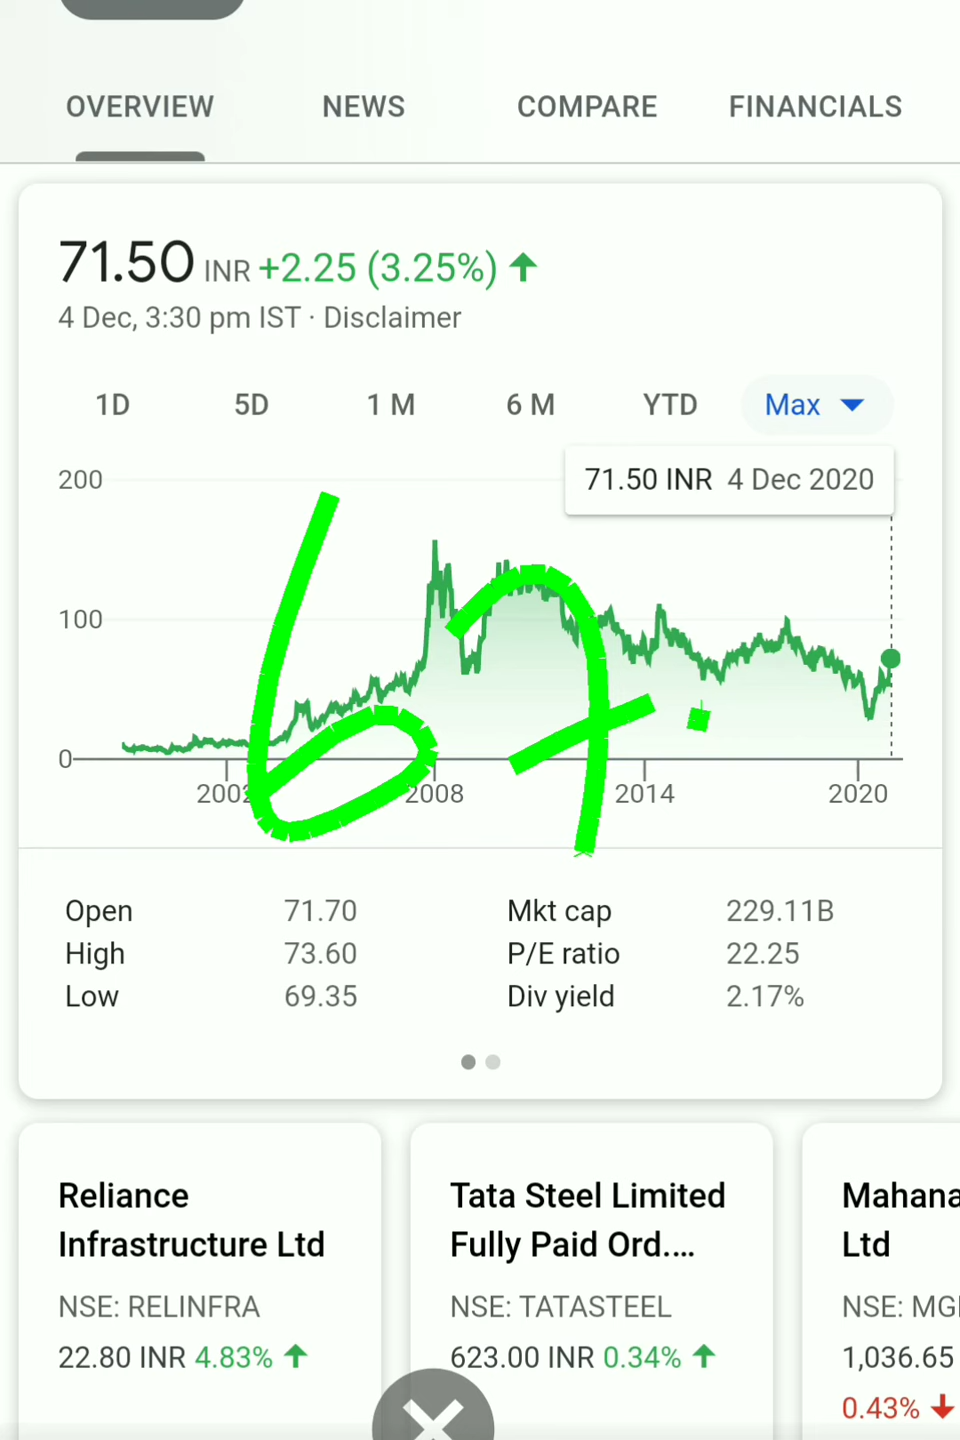 OVERVIEW NEWS COMPARE FINANCIALS
71.50 INR +2.25 (3.25%)
4 Dec, 3:30 pm IST · Disclaimer
1D 5D 1 M 6 M YTD Max
71.50 INR 4 Dec 2020
200
100
0
2002 2008 2014 2020
67.
Open 71.70 Mkt cap 229.11B
High 73.60 P/E ratio 22.25
Low 69.35 Div yield 2.17%
Reliance
Infrastructure Ltd
NSE: RELINFRA
22.80 INR 4.83%
Tata Steel Limited
Fully Paid Ord....
NSE: TATASTEEL
623.00 INR 0.34%
Ltd
1,036.65
0.43%